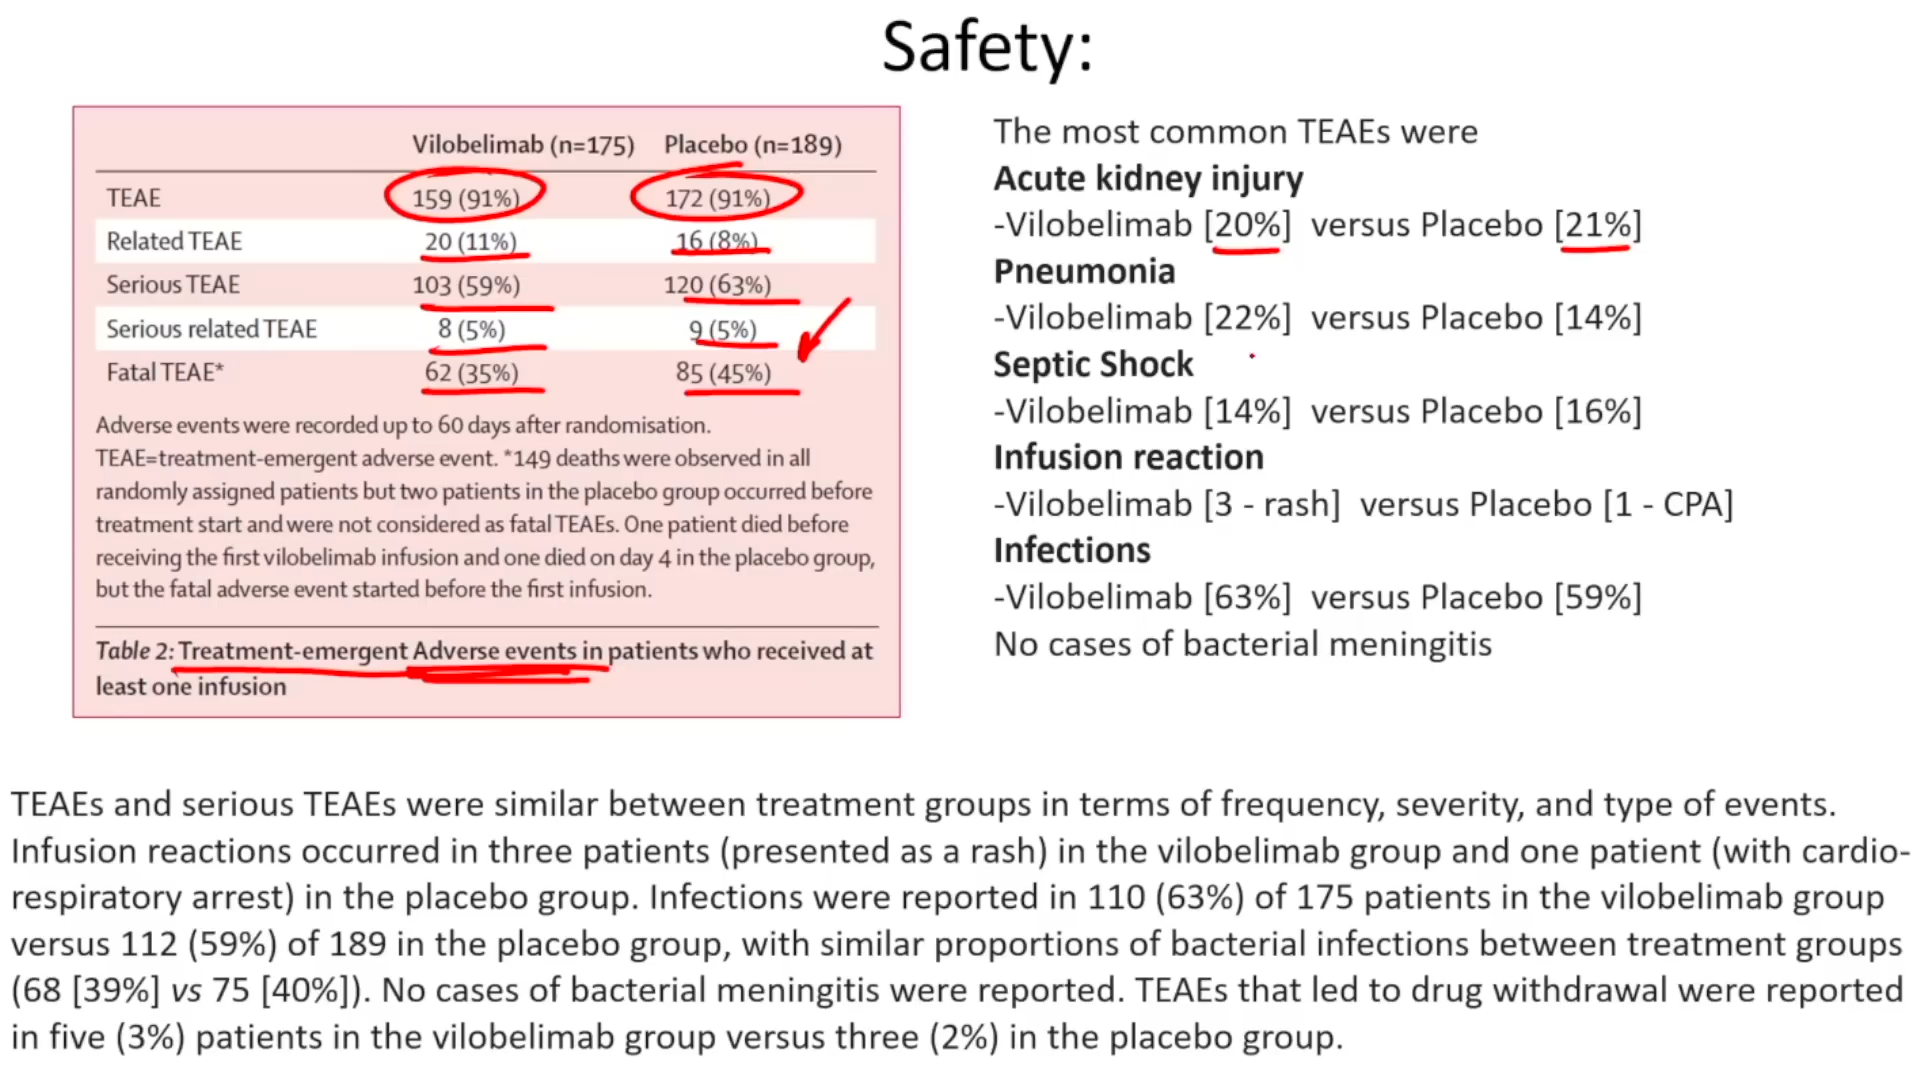 Safety:
Vilobelimab (n=175) Placebo (n=189)
TEAE 159 (91%) 172 (91%)
Related TEAE 20 (11%) 16 (8%)
Serious TEAE 103 (59%) 120 (63%)
Serious related TEAE 8 (5%) 9 (5%)
Fatal TEAE* 62 (35%) 85 (45%)
Adverse events were recorded up to 60 days after randomisation.
TEAE=treatment-emergent adverse event. *149 deaths were observed in all
randomly assigned patients but two patients in the placebo group occurred before
treatment start and were not considered as fatal TEAEs. One patient died before
receiving the first vilobelimab infusion and one died on day 4 in the placebo group,
but the fatal adverse event started before the first infusion.
Table 2: Treatment-emergent Adverse events in patients who received at
least one infusion
The most common TEAEs were
Acute kidney injury
-Vilobelimab [20%] versus Placebo [21%]
Pneumonia
-Vilobelimab [22%] versus Placebo [14%]
Septic Shock
-Vilobelimab [14%] versus Placebo [16%]
Infusion reaction
-Vilobelimab [3 - rash] versus Placebo [1 - CPA]
Infections
-Vilobelimab [63%] versus Placebo [59%]
No cases of bacterial meningitis
TEAEs and serious TEAEs were similar between treatment groups in terms of frequency, severity, and type of events.
Infusion reactions occurred in three patients (presented as a rash) in the vilobelimab group and one patient (with cardio-
respiratory arrest) in the placebo group. Infections were reported in 110 (63%) of 175 patients in the vilobelimab group
versus 112 (59%) of 189 in the placebo group, with similar proportions of bacterial infections between treatment groups
(68 [39%] vs 75 [40%]). No cases of bacterial meningitis were reported. TEAEs that led to drug withdrawal were reported
in five (3%) patients in the vilobelimab group versus three (2%) in the placebo group.